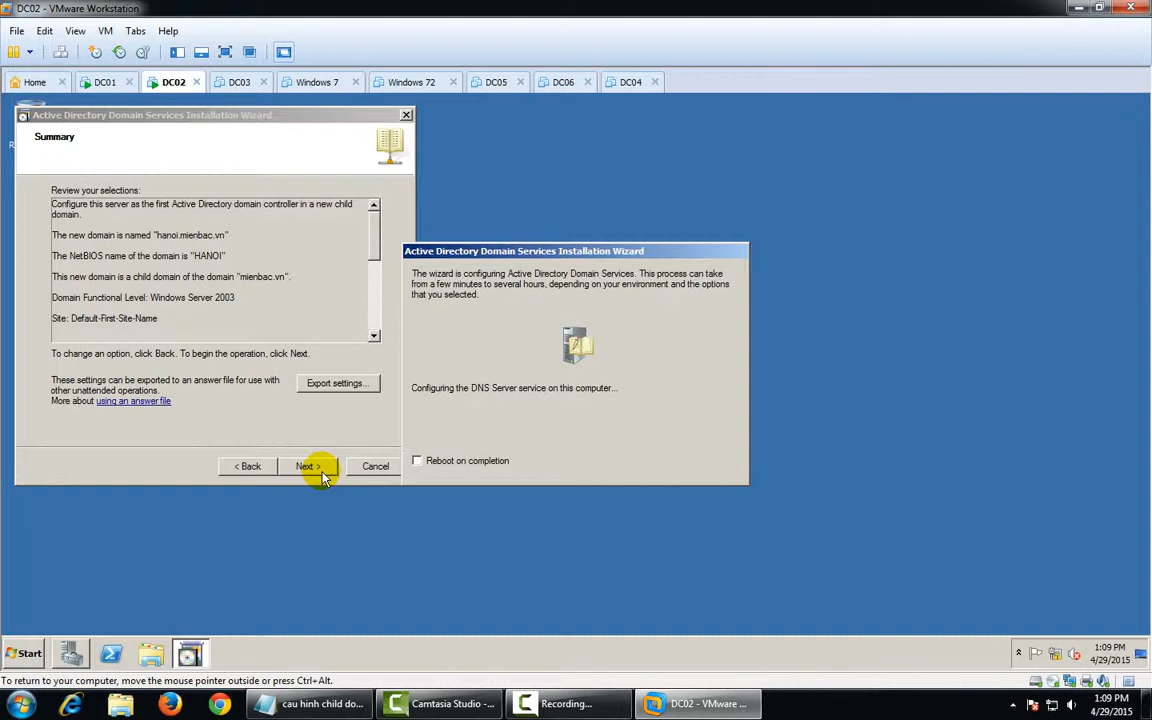 DC02 - VMware Workstation
File Edit View VM Tabs Help
Home DC01 DC02 DC03 Windows 7 Windows 72 DC05 DC06 DC04
R
Active Directory Domain Services Installation Wizard
Summary
Review your selections:
Configure this server as the first Active Directory domain controller in a new child
domain.
The new domain is named "hanoi.mienbac.vn"
The NetBIOS name of the domain is "HANOI"
This new domain is a child domain of the domain "mienbac.vn".
Domain Functional Level: Windows Server 2003
Site: Default-First-Site-Name
To change an option, click Back. To begin the operation, click Next.
These settings can be exported to an answer file for use with
other unattended operations.
More about using an answer file
Export settings...
< Back Next > Cancel
Active Directory Domain Services Installation Wizard
The wizard is configuring Active Directory Domain Services. This process can take
from a few minutes to several hours, depending on your environment and the options
that you selected.
Configuring the DNS Server service on this computer...
Reboot on completion
Start
1:09 PM
4/29/2015
To return to your computer, move the mouse pointer outside or press Ctrl+Alt.
cau hinh child do... Camtasia Studio -... Recording... DC02 - VMware ...
1:09 PM
4/29/2015